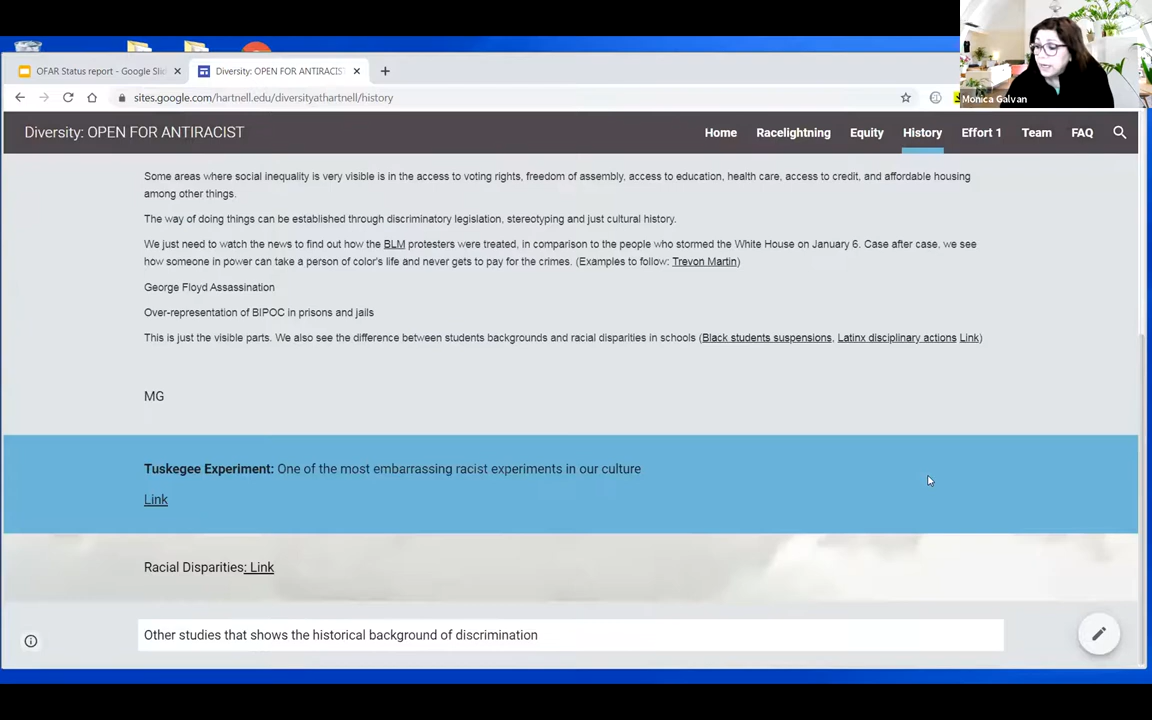 Monica Galvan
OFAR Status report - Google Slid
Diversity: OPEN FOR ANTIRACIST
sites.google.com/hartnell.edu/diversityathartnell/history
Diversity: OPEN FOR ANTIRACIST
Home Racelightning Equity History Effort 1 Team FAQ
Some areas where social inequality is very visible is in the access to voting rights, freedom of assembly, access to education, health care, access to credit, and affordable housing
among other things.
The way of doing things can be established through discriminatory legislation, stereotyping and just cultural history.
We just need to watch the news to find out how the BLM protesters were treated, in comparison to the people who stormed the White House on January 6. Case after case, we see
how someone in power can take a person of color's life and never gets to pay for the crimes. (Examples to follow: Trevon Martin)
George Floyd Assassination
Over-representation of BIPOC in prisons and jails
This is just the visible parts. We also see the difference between students backgrounds and racial disparities in schools (Black students suspensions, Latinx disciplinary actions Link)
MG
Tuskegee Experiment: One of the most embarrassing racist experiments in our culture
Link
Racial Disparities: Link
Other studies that shows the historical background of discrimination